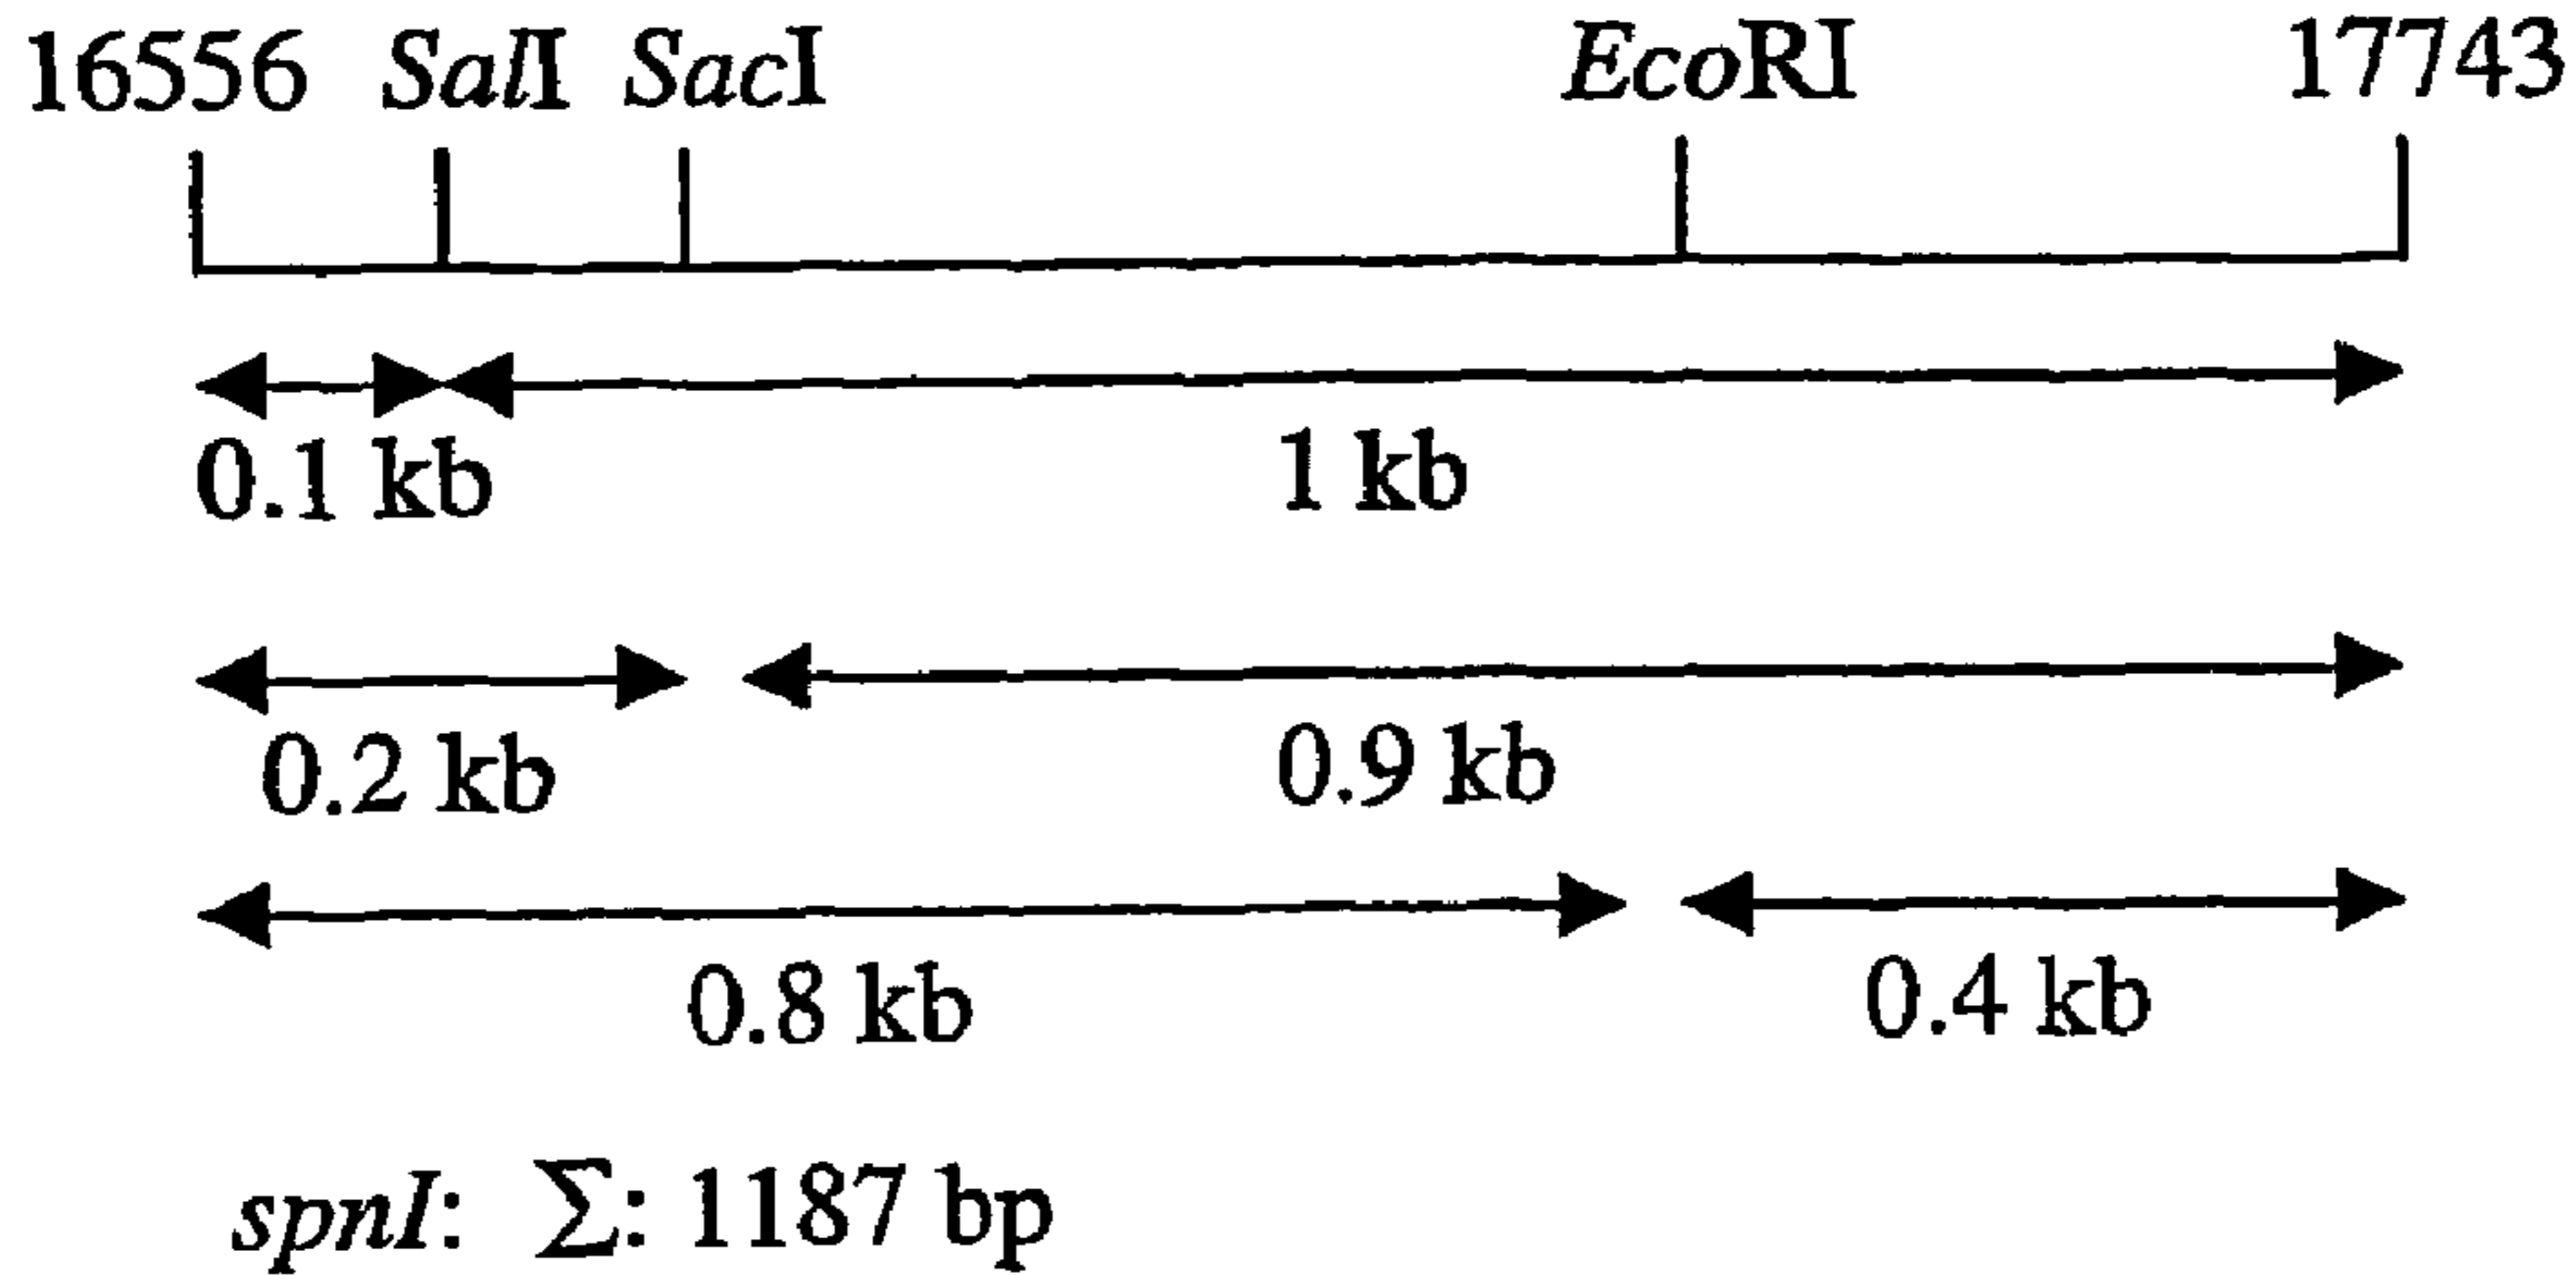 16556 SalI SacI EcoRI 17743
0.1 kb 1 kb
0.2 kb 0.9 kb
0.8 kb 0.4 kb
spnI: ∑: 1187 bp